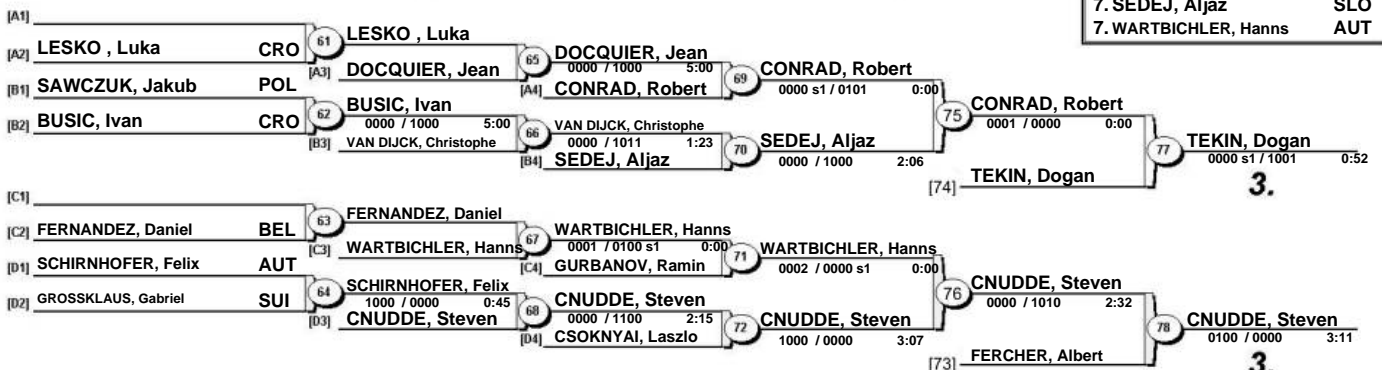 7. SEDEJ, Aljaz SLO
7. WARTBICHLER, Hanns AUT
[A1]
[A2] LESKO , Luka CRO
61 LESKO , Luka
[A3] DOCQUIER, Jean
65 DOCQUIER, Jean
0000 / 1000 5:00
[A4] CONRAD, Robert
69 CONRAD, Robert
0000 s1 / 0101 0:00
[B1] SAWCZUK, Jakub POL
[B2] BUSIC, Ivan CRO
62 BUSIC, Ivan
0000 / 1000 5:00
[B3] VAN DIJCK, Christophe
66 VAN DIJCK, Christophe
0000 / 1011 1:23
[B4] SEDEJ, Aljaz
70 SEDEJ, Aljaz
0000 / 1000 2:06
75 CONRAD, Robert
0001 / 0000 0:00
[74] TEKIN, Dogan
77 TEKIN, Dogan
0000 s1 / 1001 0:52
3.
[C1]
[C2] FERNANDEZ, Daniel BEL
63 FERNANDEZ, Daniel
[C3] WARTBICHLER, Hanns
67 WARTBICHLER, Hanns
0001 / 0100 s1 0:00
[C4] GURBANOV, Ramin
71 WARTBICHLER, Hanns
0002 / 0000 s1 0:00
[D1] SCHIRNHOFER, Felix AUT
[D2] GROSSKLAUS, Gabriel SUI
64 SCHIRNHOFER, Felix
1000 / 0000 0:45
[D3] CNUDDE, Steven
68 CNUDDE, Steven
0000 / 1100 2:15
[D4] CSOKNYAI, Laszlo
72 CNUDDE, Steven
1000 / 0000 3:07
76 CNUDDE, Steven
0000 / 1010 2:32
[73] FERCHER, Albert
78 CNUDDE, Steven
0100 / 0000 3:11
3.